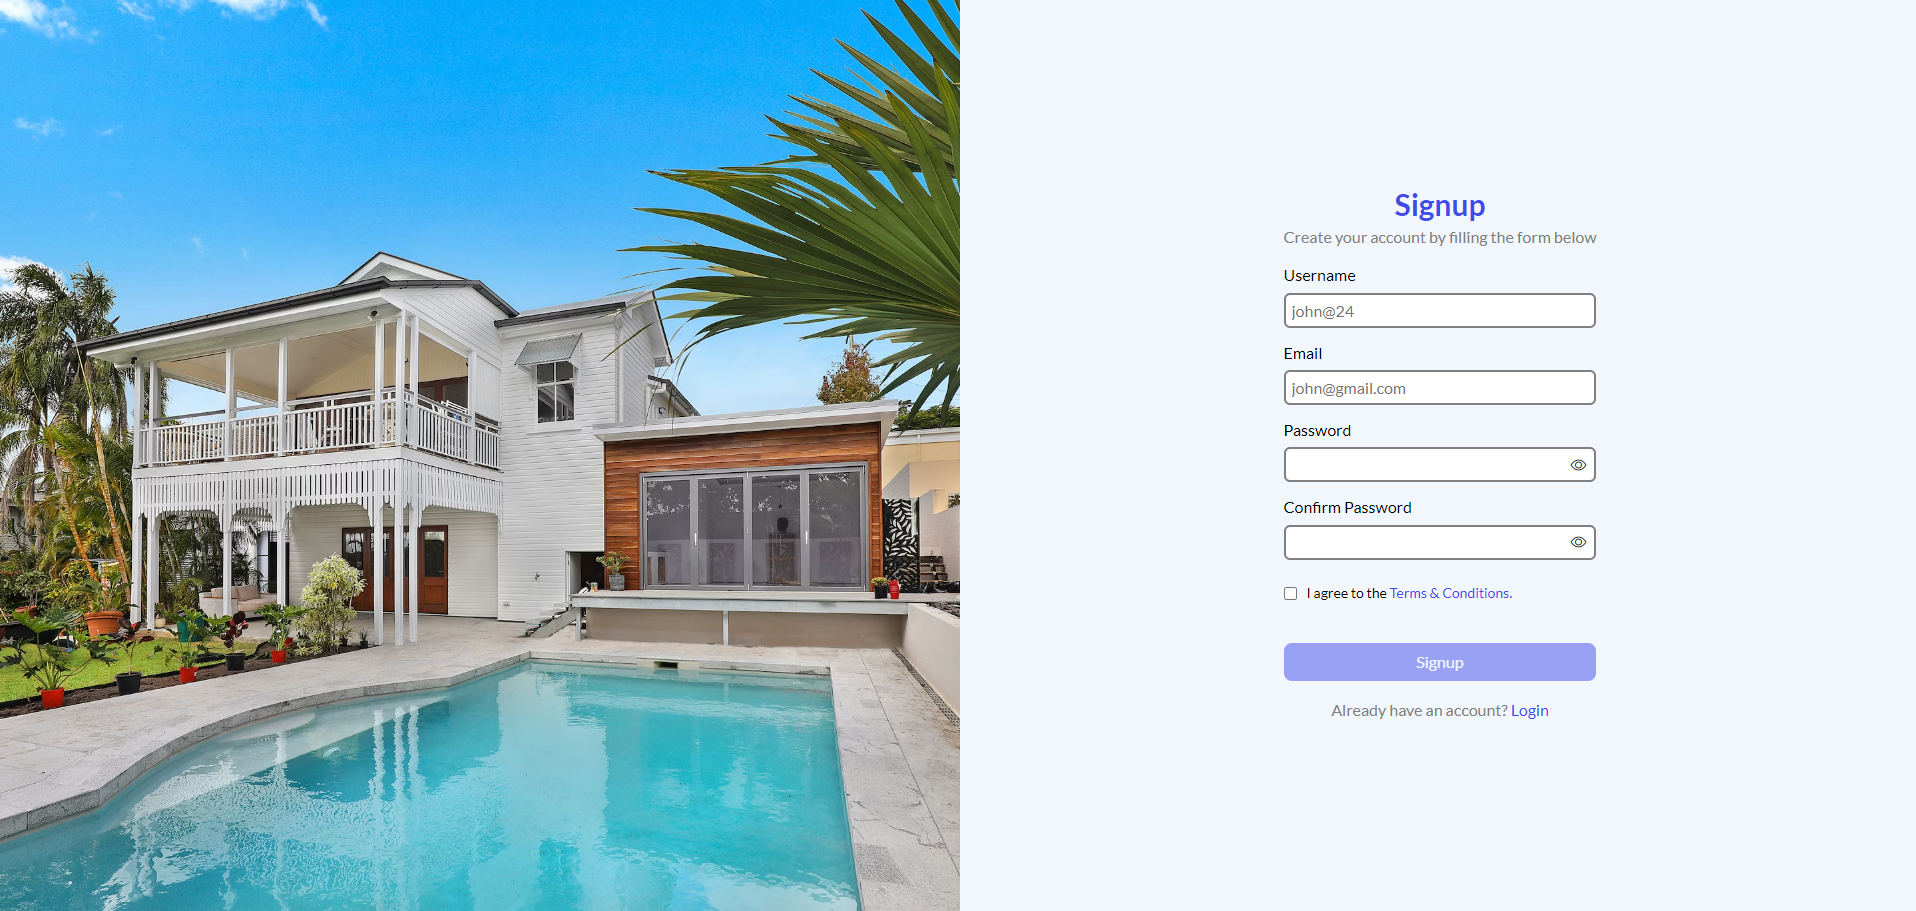 Signup
Create your account by filling the form below
Username
john@24
Email
john@gmail.com
Password
Confirm Password
I agree to the Terms & Conditions.
Signup
Already have an account? Login